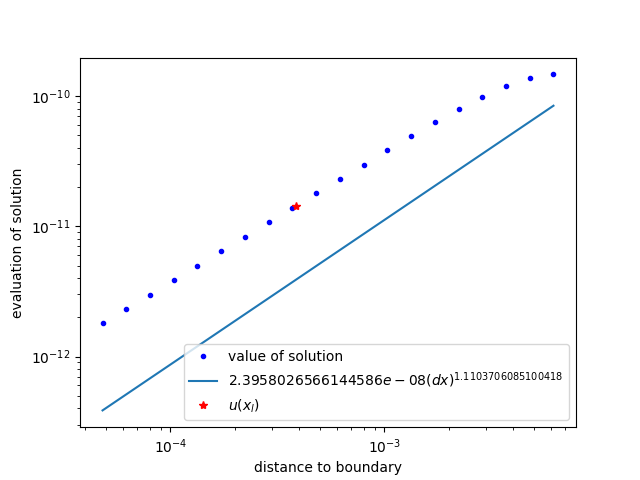 10⁻¹⁰
10⁻¹¹
10⁻¹²
evaluation of solution
value of solution
2.3958026566144586e − 08(dx)^1.1103706085100418
u(x_l)
10⁻⁴
10⁻³
distance to boundary